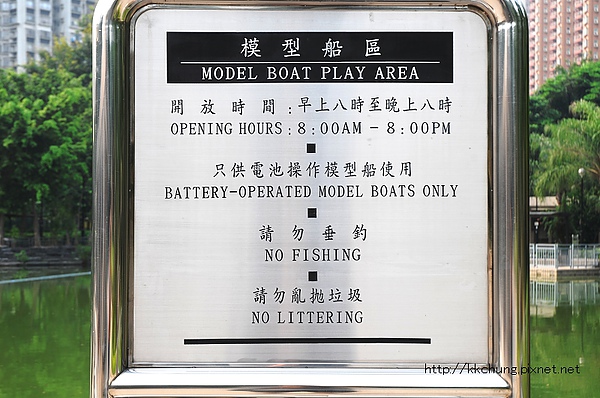 模型船區
MODEL BOAT PLAY AREA
開放時間:早上八時至晚上八時
OPENING HOURS: 8:00AM - 8:00PM
只供電池操作模型船使用
BATTERY-OPERATED MODEL BOATS ONLY
請勿垂釣
NO FISHING
請勿亂拋垃圾
NO LITTERING
http://kkchung.pixnet.net